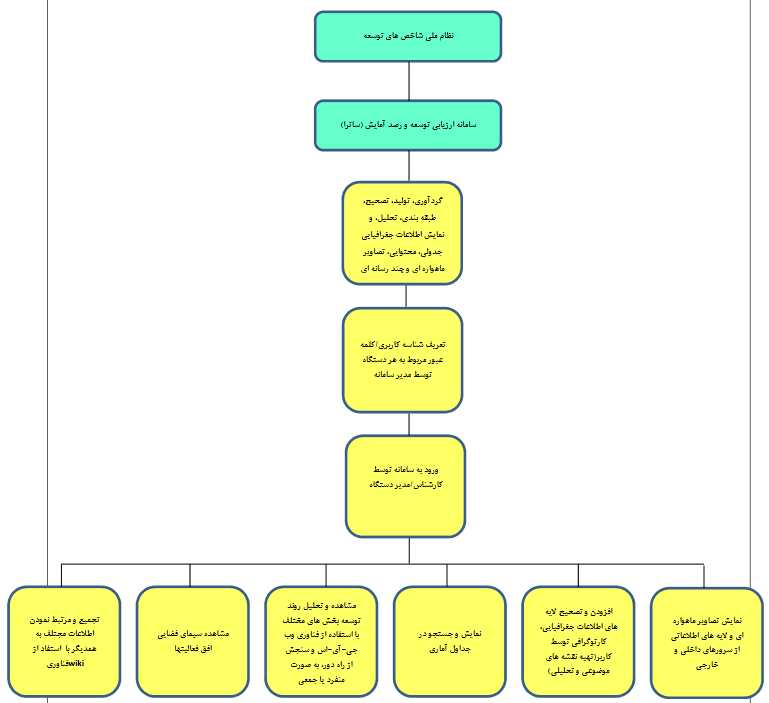 نظام ملی شاخص های توسعه
سامانه ارزیابی توسعه و رصد آمایش (ساترا)
گردآوری، تولید، تصحیح،
طبقه بندی، تحلیل، و
نمایش اطلاعات جغرافیایی
جدولی، محتوایی، تصاویر
ماهواره ای و چند رسانه ای
تعریف شناسه کاربری/کلمه
عبور مربوط به هر دستگاه
توسط مدیر سامانه
ورود به سامانه توسط
کارشناس/مدیر دستگاه
نمایش تصاویر ماهواره
ای و لایه های اطلاعاتی
از سرورهای داخلی و
خارجی
افزودن و تصحیح لایه
های اطلاعات جغرافیایی،
کارتوگرافی توسط
کاربر(تهیه نقشه های
موضوعی و تحلیلی)
نمایش و جستجو در
جداول آماری
مشاهده و تحلیل روند
توسعه بخش های مختلف
با استفاده از فناوری وب
جی-آی-اس و سنجش
از راه دور، به صورت
منفرد یا جمعی
مشاهده سیمای فضایی
افق فعالیتها
تجمیع و مرتبط نمودن
اطلاعات مختلف به
همدیگر با استفاد از
فناوریwiki